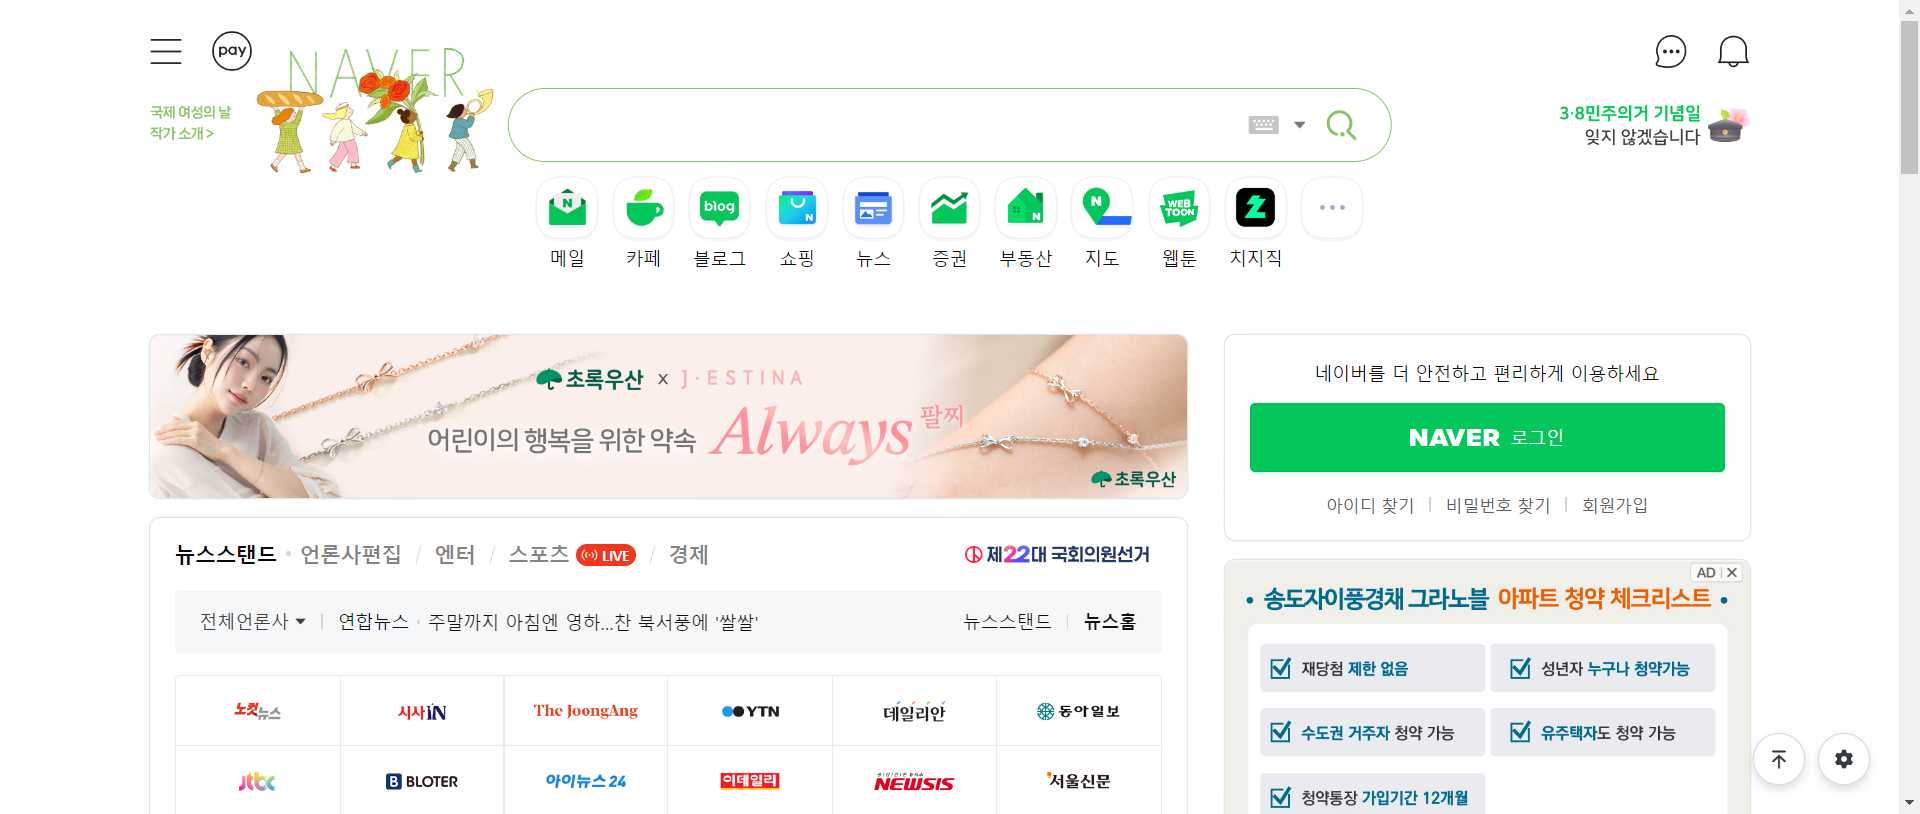 pay
NAVER
국제 여성의 날
작가 소개 >
3·8민주의거 기념일
잊지 않겠습니다
N
blog
N
N
N
WEB
TOON
메일
카페
블로그
쇼핑
뉴스
증권
부동산
지도
웹툰
치지직
초록우산 x J·ESTINA
어린이의 행복을 위한 약속 Always 팔찌
초록우산
네이버를 더 안전하고 편리하게 이용하세요
NAVER 로그인
아이디 찾기
비밀번호 찾기
회원가입
뉴스스탠드 · 언론사편집 / 엔터 / 스포츠 LIVE / 경제
제22대 국회의원선거
전체언론사
연합뉴스 · 주말까지 아침엔 영하...찬 북서풍에 '쌀쌀'
뉴스스탠드
뉴스홈
노컷뉴스
시사IN
The JoongAng
YTN
데일리안
동아일보
jtbc
B BLOTER
아이뉴스24
이데일리
NEWSIS
서울신문
AD
• 송도자이풍경채 그라노블 아파트 청약 체크리스트 •
재당첨 제한 없음
성년자 누구나 청약가능
수도권 거주자 청약 가능
유주택자도 청약 가능
청약통장 가입기간 12개월